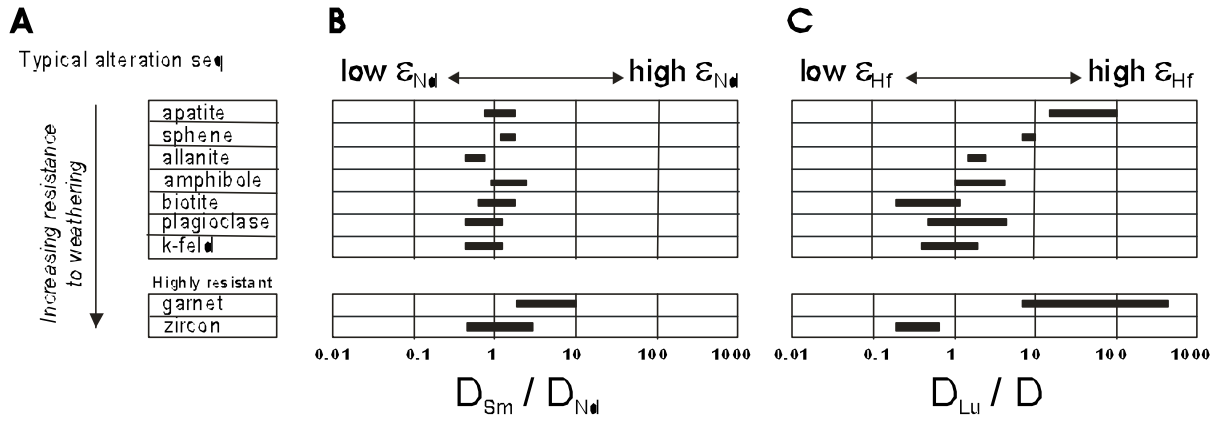 A
B
C
Typical alteration seq
low εNd
high εNd
low εHf
high εHf
Increasing resistance
to weathering
apatite
sphene
allanite
amphibole
biotite
plagioclase
k-feld
Highly resistant
garnet
zircon
0.01 0.1 1 10 100 1000
0.01 0.1 1 10 100 1000
DSm / DNd
DLu / D